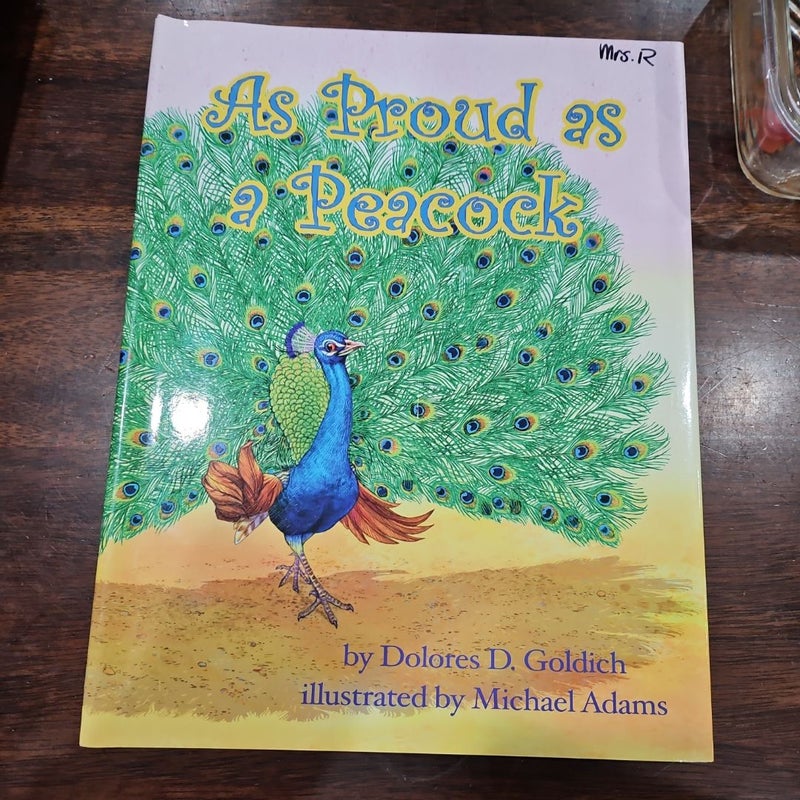 Mrs. R
As Proud as
a Peacock
by Dolores D. Goldich
illustrated by Michael Adams